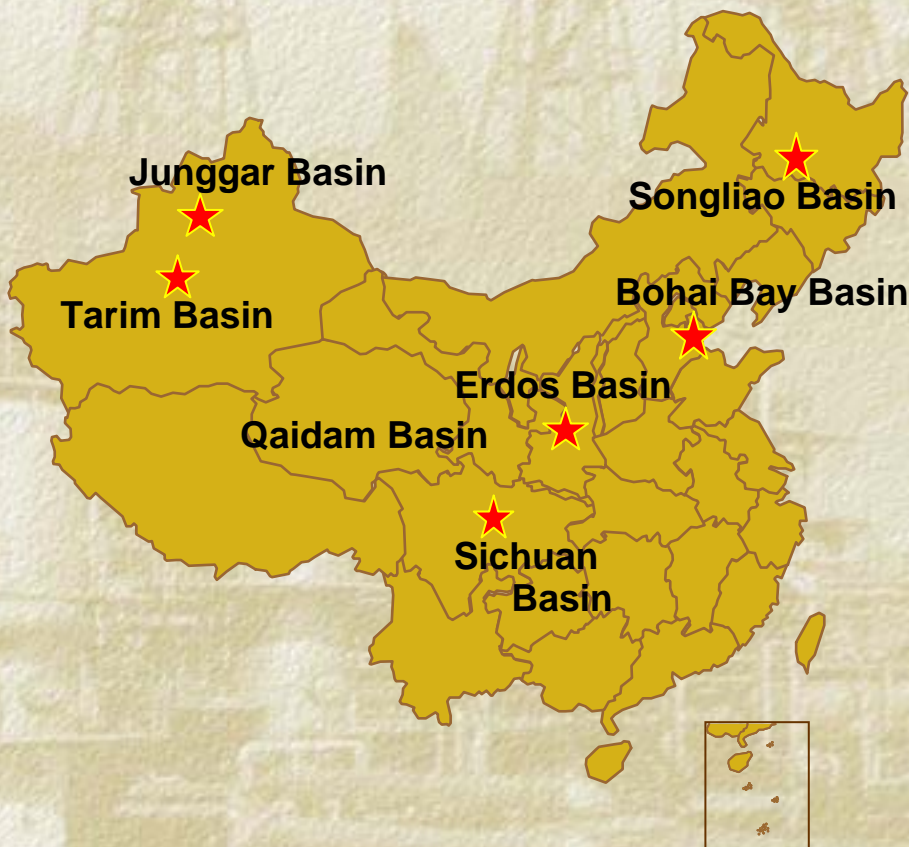 Junggar Basin
Songliao Basin
Tarim Basin
Bohai Bay Basin
Erdos Basin
Qaidam Basin
Sichuan
Basin